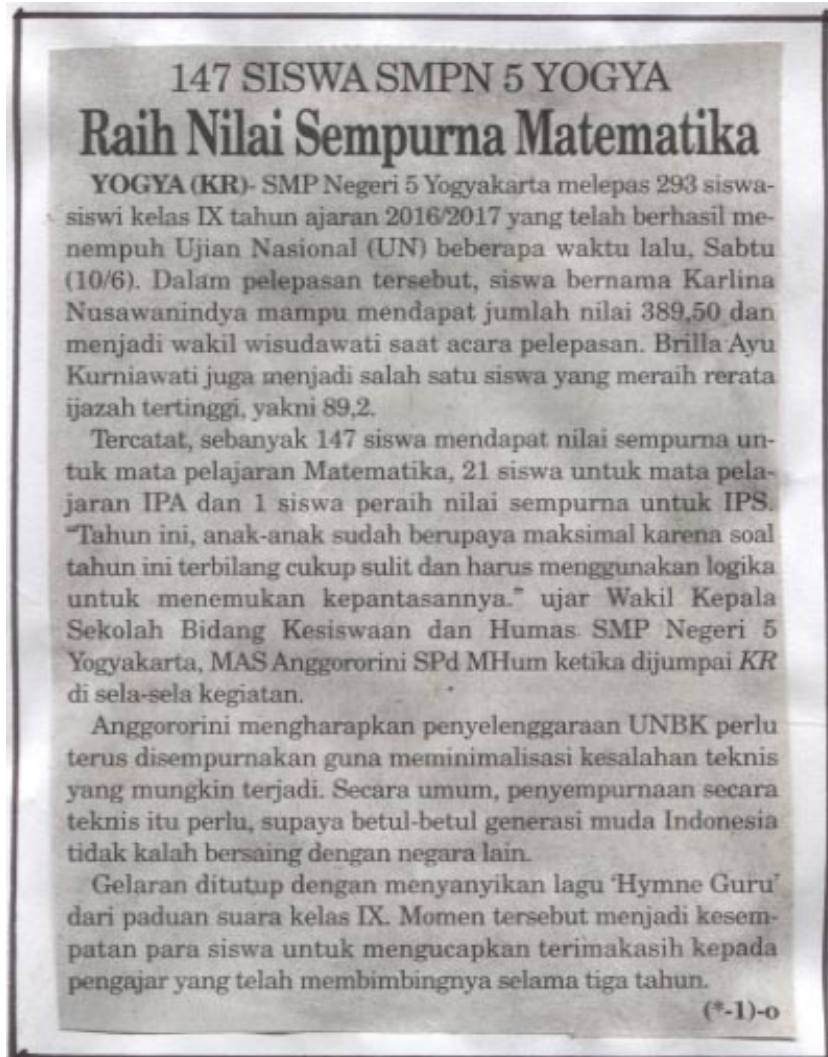 147 SISWA SMPN 5 YOGYA
Raih Nilai Sempurna Matematika
YOGYA (KR)- SMP Negeri 5 Yogyakarta melepas 293 siswa-
siswi kelas IX tahun ajaran 2016/2017 yang telah berhasil me-
nempuh Ujian Nasional (UN) beberapa waktu lalu, Sabtu
(10/6). Dalam pelepasan tersebut, siswa bernama Karlina
Nusawanindya mampu mendapat jumlah nilai 389,50 dan
menjadi wakil wisudawati saat acara pelepasan. Brilla Ayu
Kurniawati juga menjadi salah satu siswa yang meraih rerata
ijazah tertinggi, yakni 89,2.
Tercatat, sebanyak 147 siswa mendapat nilai sempurna un-
tuk mata pelajaran Matematika, 21 siswa untuk mata pela-
jaran IPA dan 1 siswa peraih nilai sempurna untuk IPS.
"Tahun ini, anak-anak sudah berupaya maksimal karena soal
tahun ini terbilang cukup sulit dan harus menggunakan logika
untuk menemukan kepantasannya." ujar Wakil Kepala
Sekolah Bidang Kesiswaan dan Humas SMP Negeri 5
Yogyakarta, MAS Anggororini SPd MHum ketika dijumpai KR
di sela-sela kegiatan.
Anggororini mengharapkan penyelenggaraan UNBK perlu
terus disempurnakan guna meminimalisasi kesalahan teknis
yang mungkin terjadi. Secara umum, penyempurnaan secara
teknis itu perlu, supaya betul-betul generasi muda Indonesia
tidak kalah bersaing dengan negara lain.
Gelaran ditutup dengan menyanyikan lagu 'Hymne Guru'
dari paduan suara kelas IX. Momen tersebut menjadi kesem-
patan para siswa untuk mengucapkan terimakasih kepada
pengajar yang telah membimbingnya selama tiga tahun.
(*-1)-o